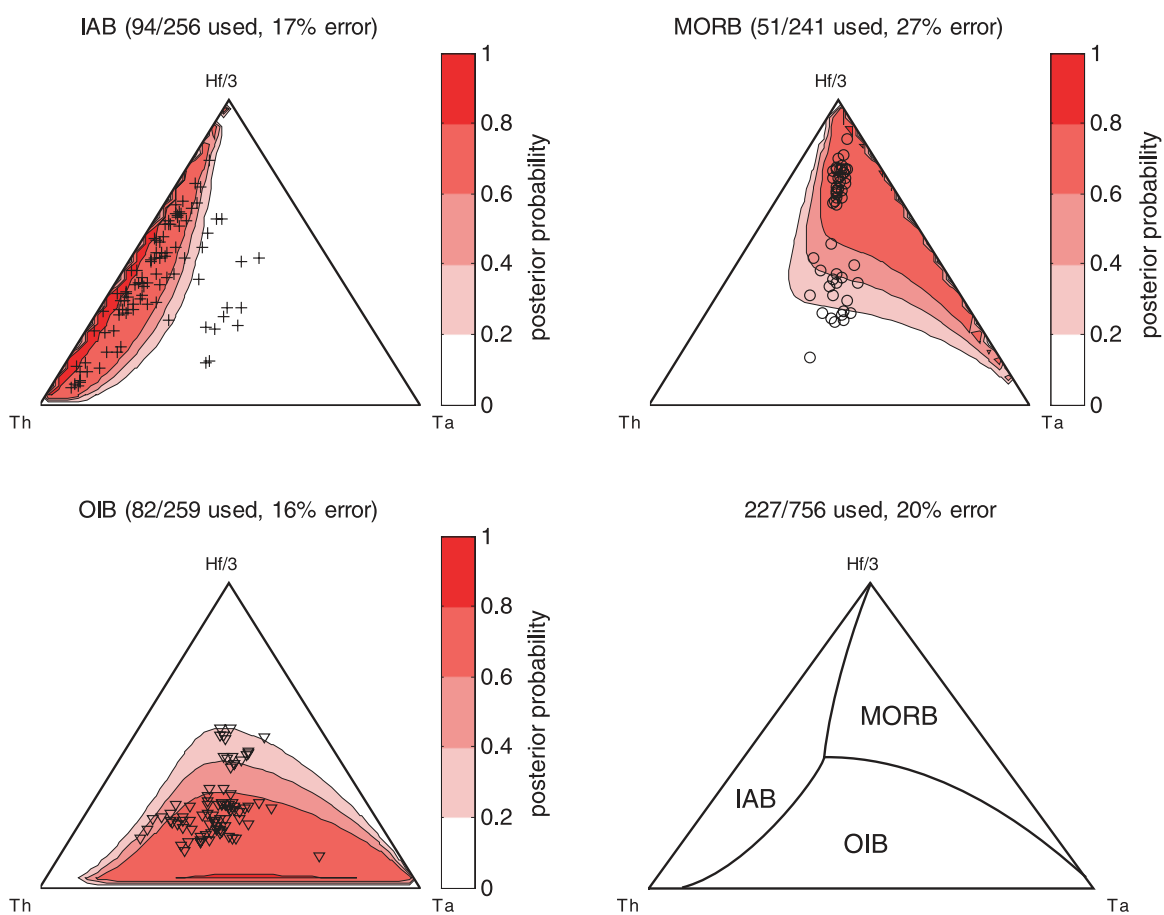 IAB (94/256 used, 17% error)
Hf/3
Th
Ta
1
0.8
0.6
0.4
0.2
0
posterior probability
MORB (51/241 used, 27% error)
Hf/3
Th
Ta
1
0.8
0.6
0.4
0.2
0
posterior probability
OIB (82/259 used, 16% error)
Hf/3
Th
Ta
1
0.8
0.6
0.4
0.2
0
posterior probability
227/756 used, 20% error
Hf/3
MORB
IAB
OIB
Th
Ta